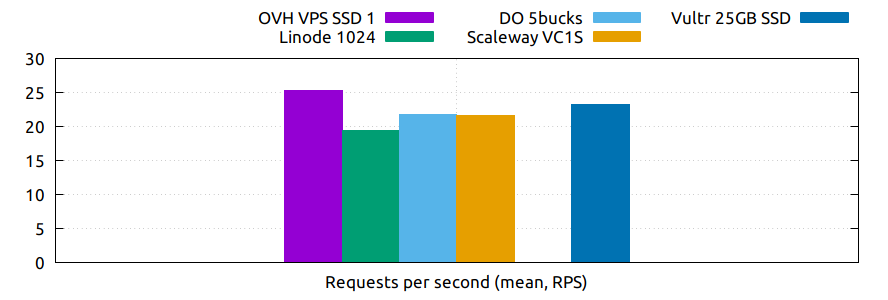 OVH VPS SSD 1
Linode 1024
DO 5bucks
Scaleway VC1S
Vultr 25GB SSD
30
25
20
15
10
5
0
Requests per second (mean, RPS)